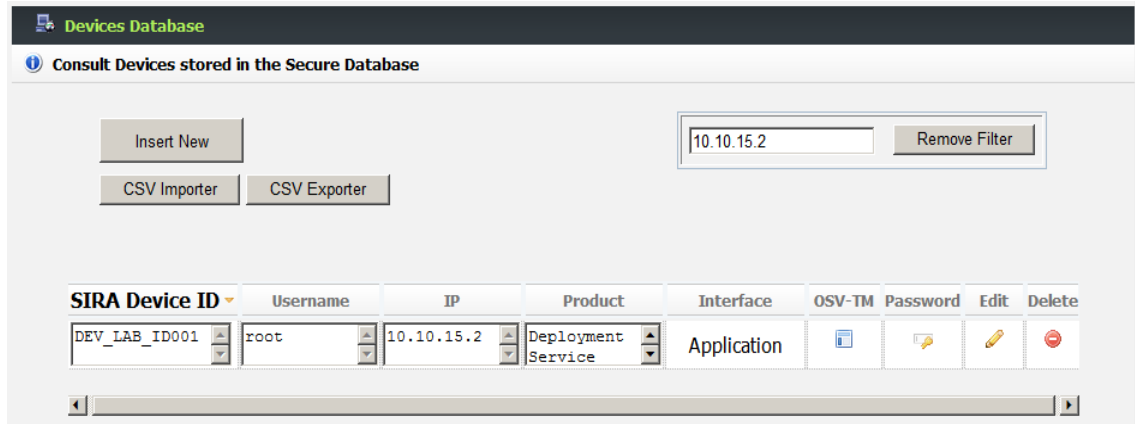 Devices Database
Consult Devices stored in the Secure Database
Insert New
10.10.15.2
Remove Filter
CSV Importer
CSV Exporter
SIRA Device ID Username IP Product Interface OSV-TM Password Edit Delete
DEV_LAB_ID001 root 10.10.15.2 Deployment Application
Service